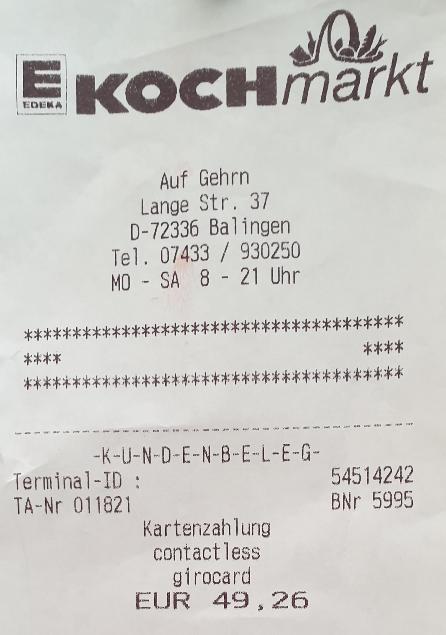 E
EDEKA
KOCHmarkt
Auf Gehrn
Lange Str. 37
D-72336 Balingen
Tel. 07433 / 930250
MO - SA 8 - 21 Uhr
***************************************
**** ****
***************************************
-K-U-N-D-E-N-B-E-L-E-G-
Terminal-ID : 54514242
TA-Nr 011821 BNr 5995
Kartenzahlung
contactless
girocard
EUR 49,26